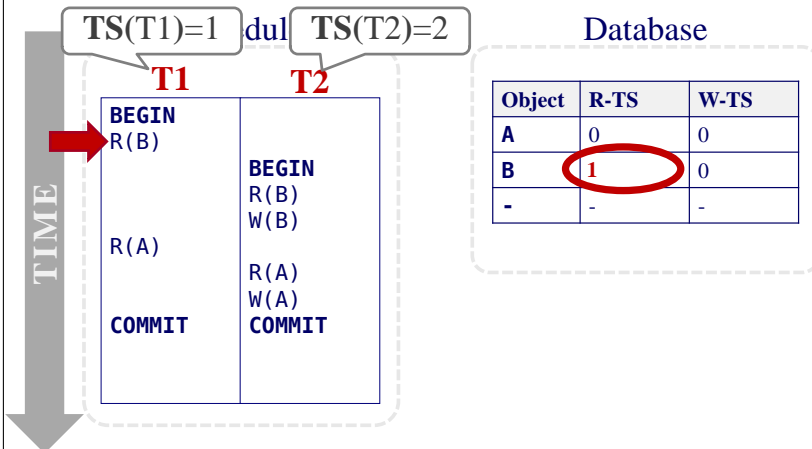 TS(T1)=1 edul TS(T2)=2 Database
T1 T2
BEGIN
R(B)
BEGIN
R(B)
W(B)
R(A)
R(A)
W(A)
COMMIT COMMIT
TIME
Object R-TS W-TS
A 0 0
B 1 0
- - -